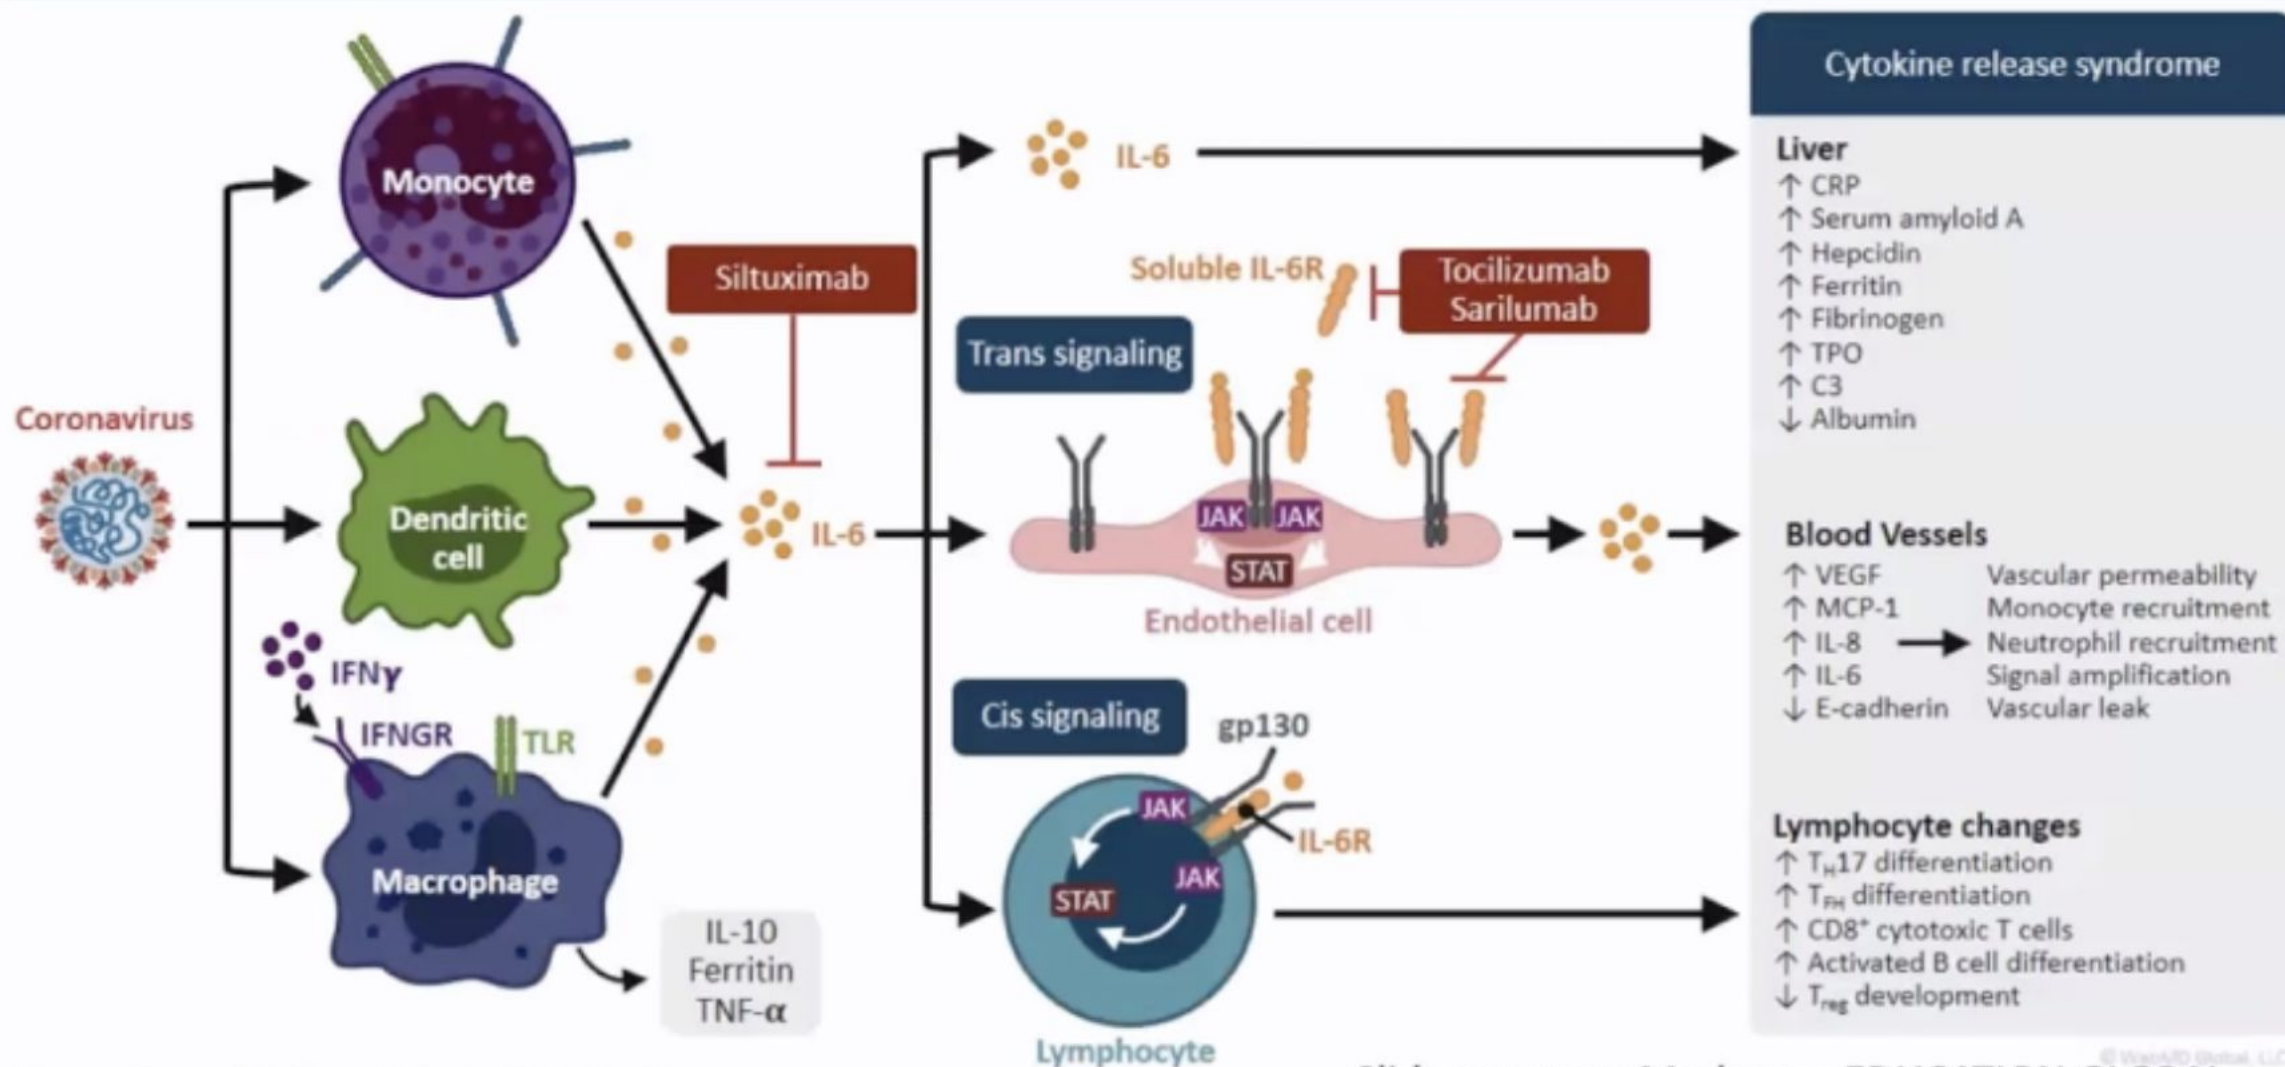 Cytokine release syndrome
Monocyte
IL-6
Liver
↑ CRP
↑ Serum amyloid A
↑ Hepcidin
↑ Ferritin
↑ Fibrinogen
↑ TPO
↑ C3
↓ Albumin
Siltuximab
Soluble IL-6R
Tocilizumab
Sarilumab
Trans signaling
Coronavirus
Dendritic
cell
IL-6
JAK JAK
STAT
Endothelial cell
Blood Vessels
↑ VEGF Vascular permeability
↑ MCP-1 Monocyte recruitment
↑ IL-8 Neutrophil recruitment
↑ IL-6 Signal amplification
↓ E-cadherin Vascular leak
IFNγ
IFNGR
TLR
Macrophage
IL-10
Ferritin
TNF-α
Cis signaling
gp130
JAK
IL-6R
JAK
STAT
Lymphocyte
Lymphocyte changes
↑ TH17 differentiation
↑ TFH differentiation
↑ CD8+ cytotoxic T cells
↑ Activated B cell differentiation
↓ Treg development